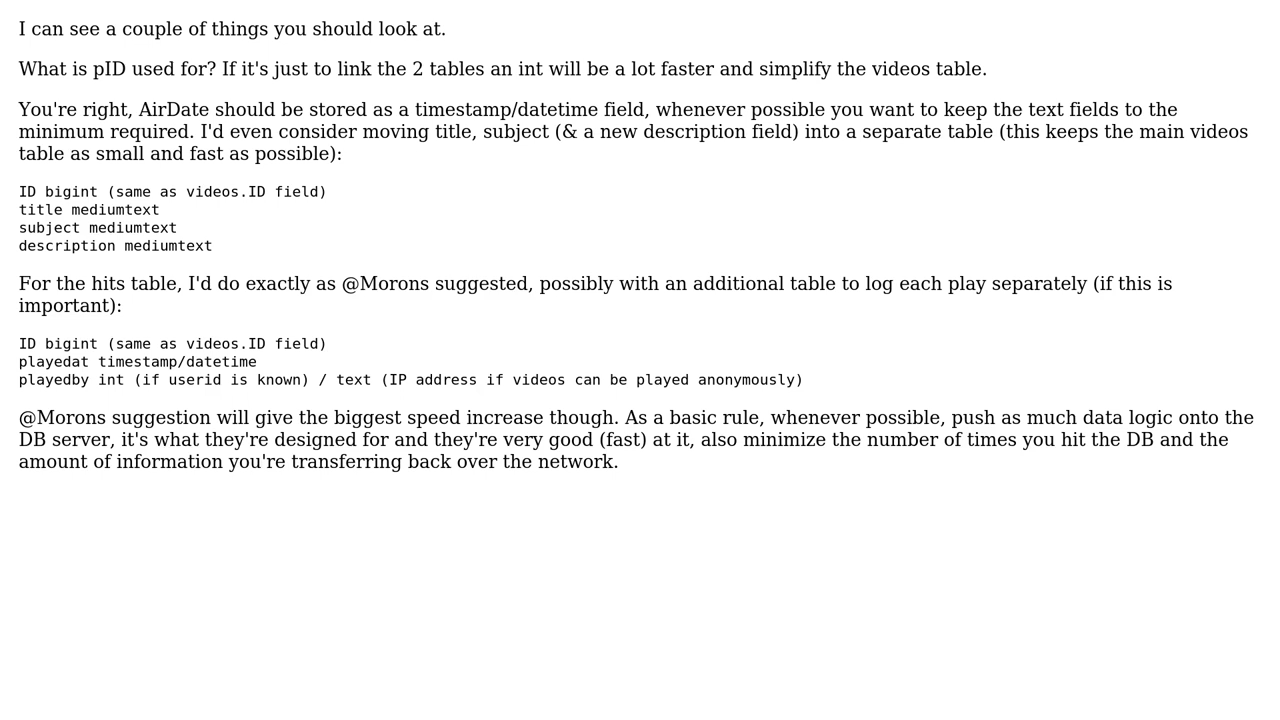 I can see a couple of things you should look at.
What is pID used for? If it's just to link the 2 tables an int will be a lot faster and simplify the videos table.
You're right, AirDate should be stored as a timestamp/datetime field, whenever possible you want to keep the text fields to the
minimum required. I'd even consider moving title, subject (& a new description field) into a separate table (this keeps the main videos
table as small and fast as possible):
ID bigint (same as videos.ID field)
title mediumtext
subject mediumtext
description mediumtext
For the hits table, I'd do exactly as @Morons suggested, possibly with an additional table to log each play separately (if this is
important):
ID bigint (same as videos.ID field)
playedat timestamp/datetime
playedby int (if userid is known) / text (IP address if videos can be played anonymously)
@Morons suggestion will give the biggest speed increase though. As a basic rule, whenever possible, push as much data logic onto the
DB server, it's what they're designed for and they're very good (fast) at it, also minimize the number of times you hit the DB and the
amount of information you're transferring back over the network.